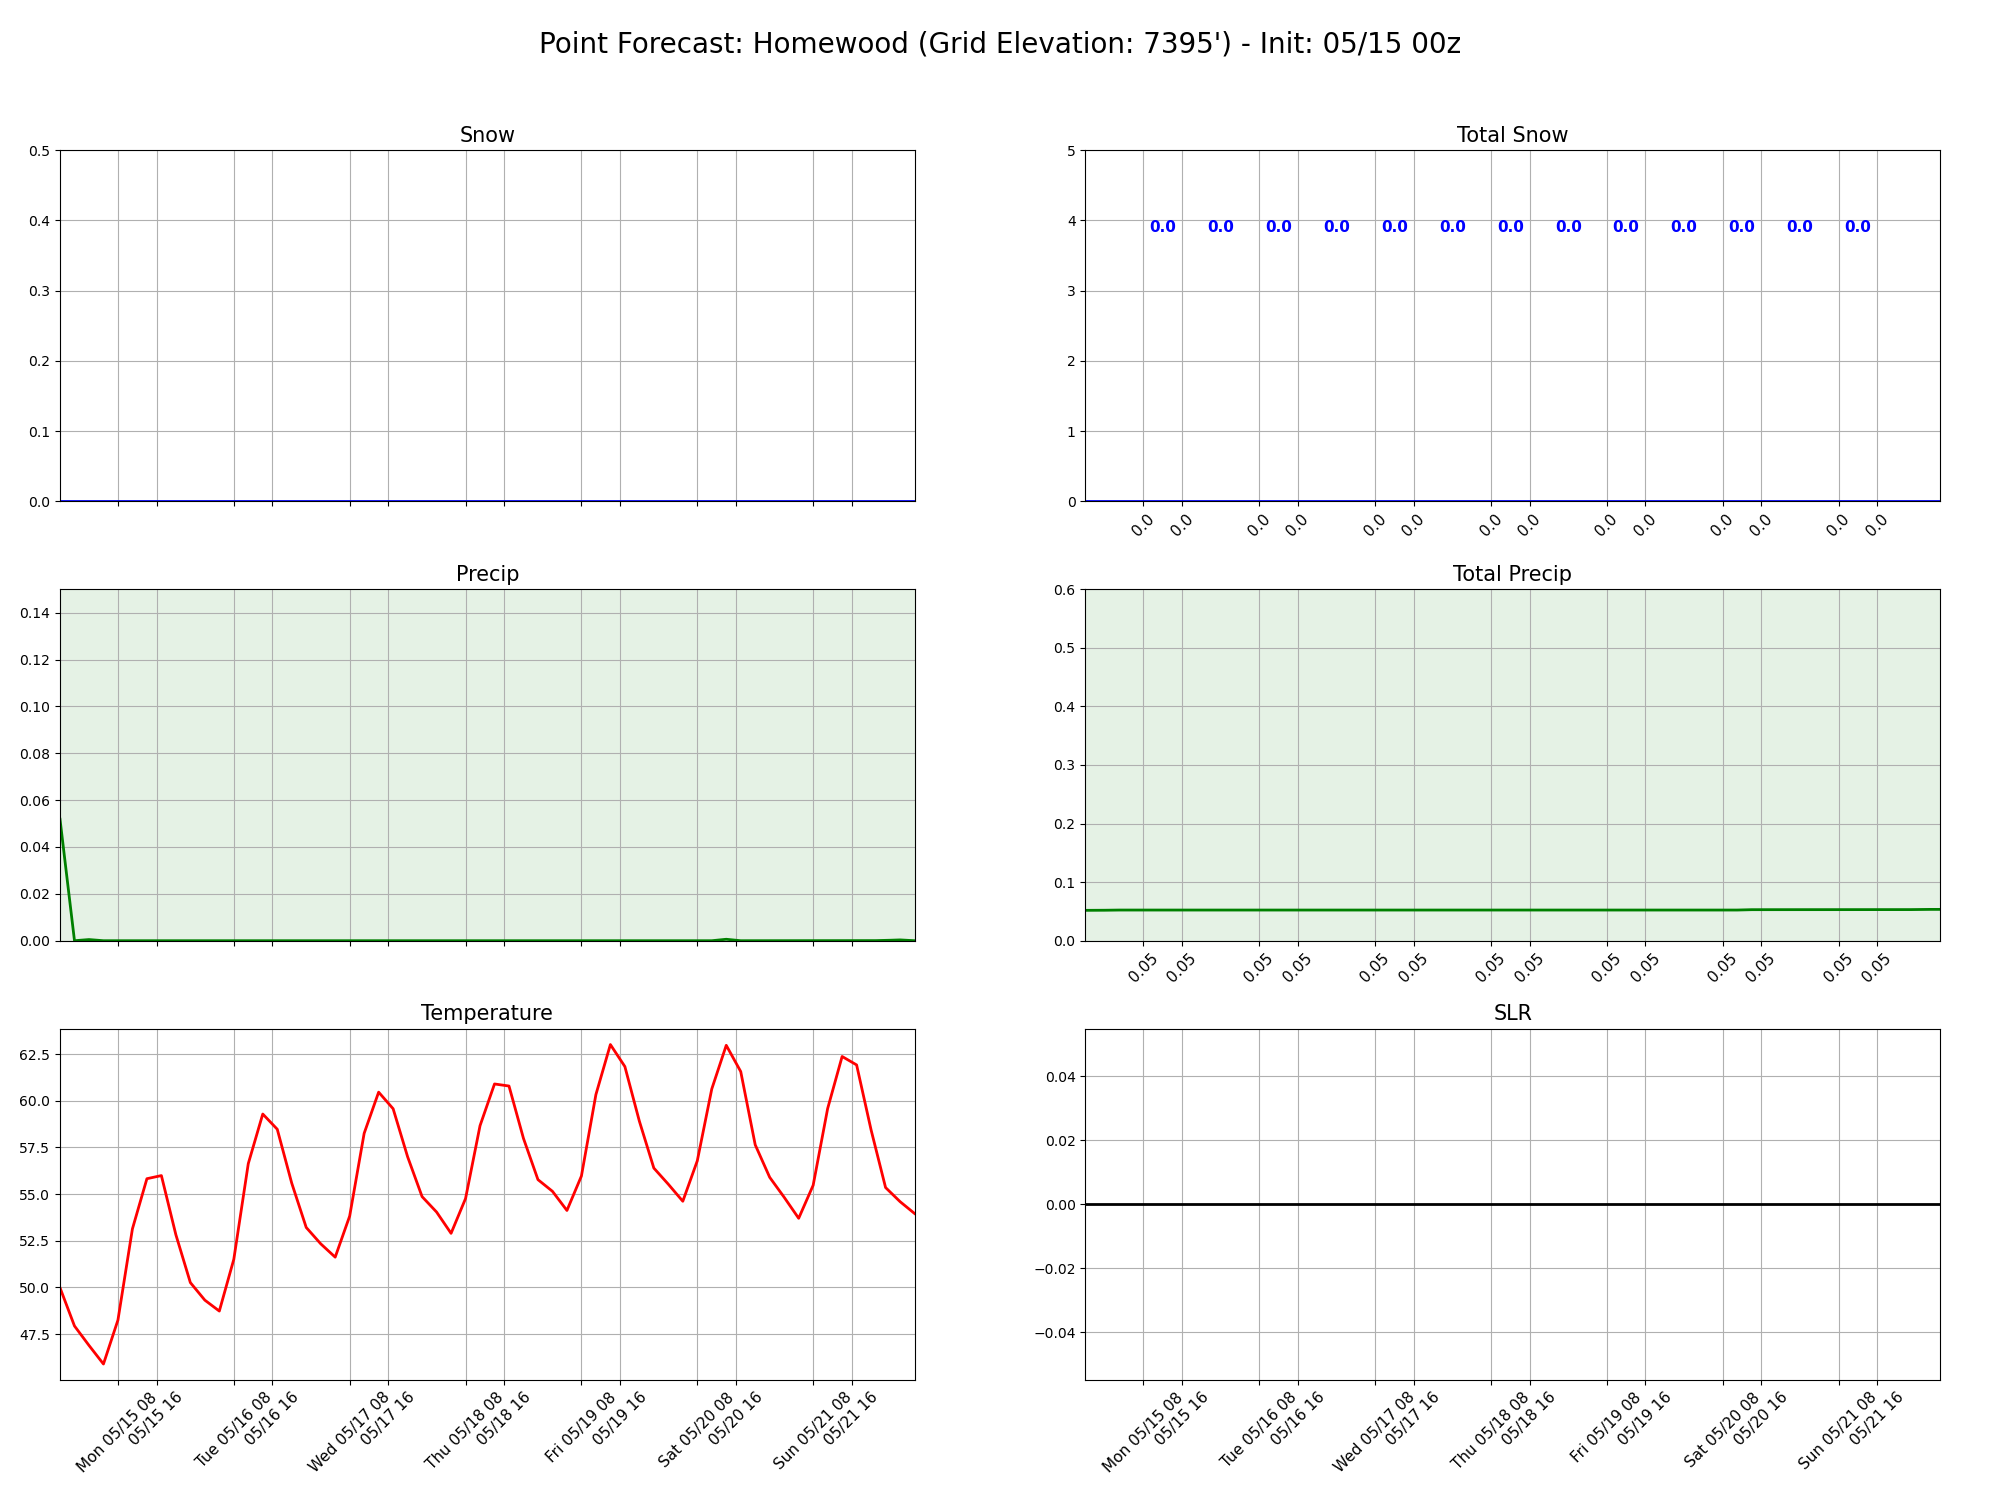 Point Forecast: Homewood (Grid Elevation: 7395') - Init: 05/15 00z
Snow
0.5
0.4
0.3
0.2
0.1
0.0
Total Snow
5
4
3
2
1
0
0.0 0.0 0.0 0.0 0.0 0.0 0.0 0.0 0.0 0.0 0.0 0.0 0.0
0.0 0.0 0.0 0.0 0.0 0.0 0.0 0.0 0.0 0.0 0.0 0.0 0.0 0.0
Precip
0.14
0.12
0.10
0.08
0.06
0.04
0.02
0.00
Total Precip
0.6
0.5
0.4
0.3
0.2
0.1
0.0
0.05 0.05 0.05 0.05 0.05 0.05 0.05 0.05 0.05 0.05 0.05 0.05 0.05 0.05
Temperature
62.5
60.0
57.5
55.0
52.5
50.0
47.5
Mon 05/15 08
05/15 16
Tue 05/16 08
05/16 16
Wed 05/17 08
05/17 16
Thu 05/18 08
05/18 16
Fri 05/19 08
05/19 16
Sat 05/20 08
05/20 16
Sun 05/21 08
05/21 16
SLR
0.04
0.02
0.00
−0.02
−0.04
Mon 05/15 08
05/15 16
Tue 05/16 08
05/16 16
Wed 05/17 08
05/17 16
Thu 05/18 08
05/18 16
Fri 05/19 08
05/19 16
Sat 05/20 08
05/20 16
Sun 05/21 08
05/21 16